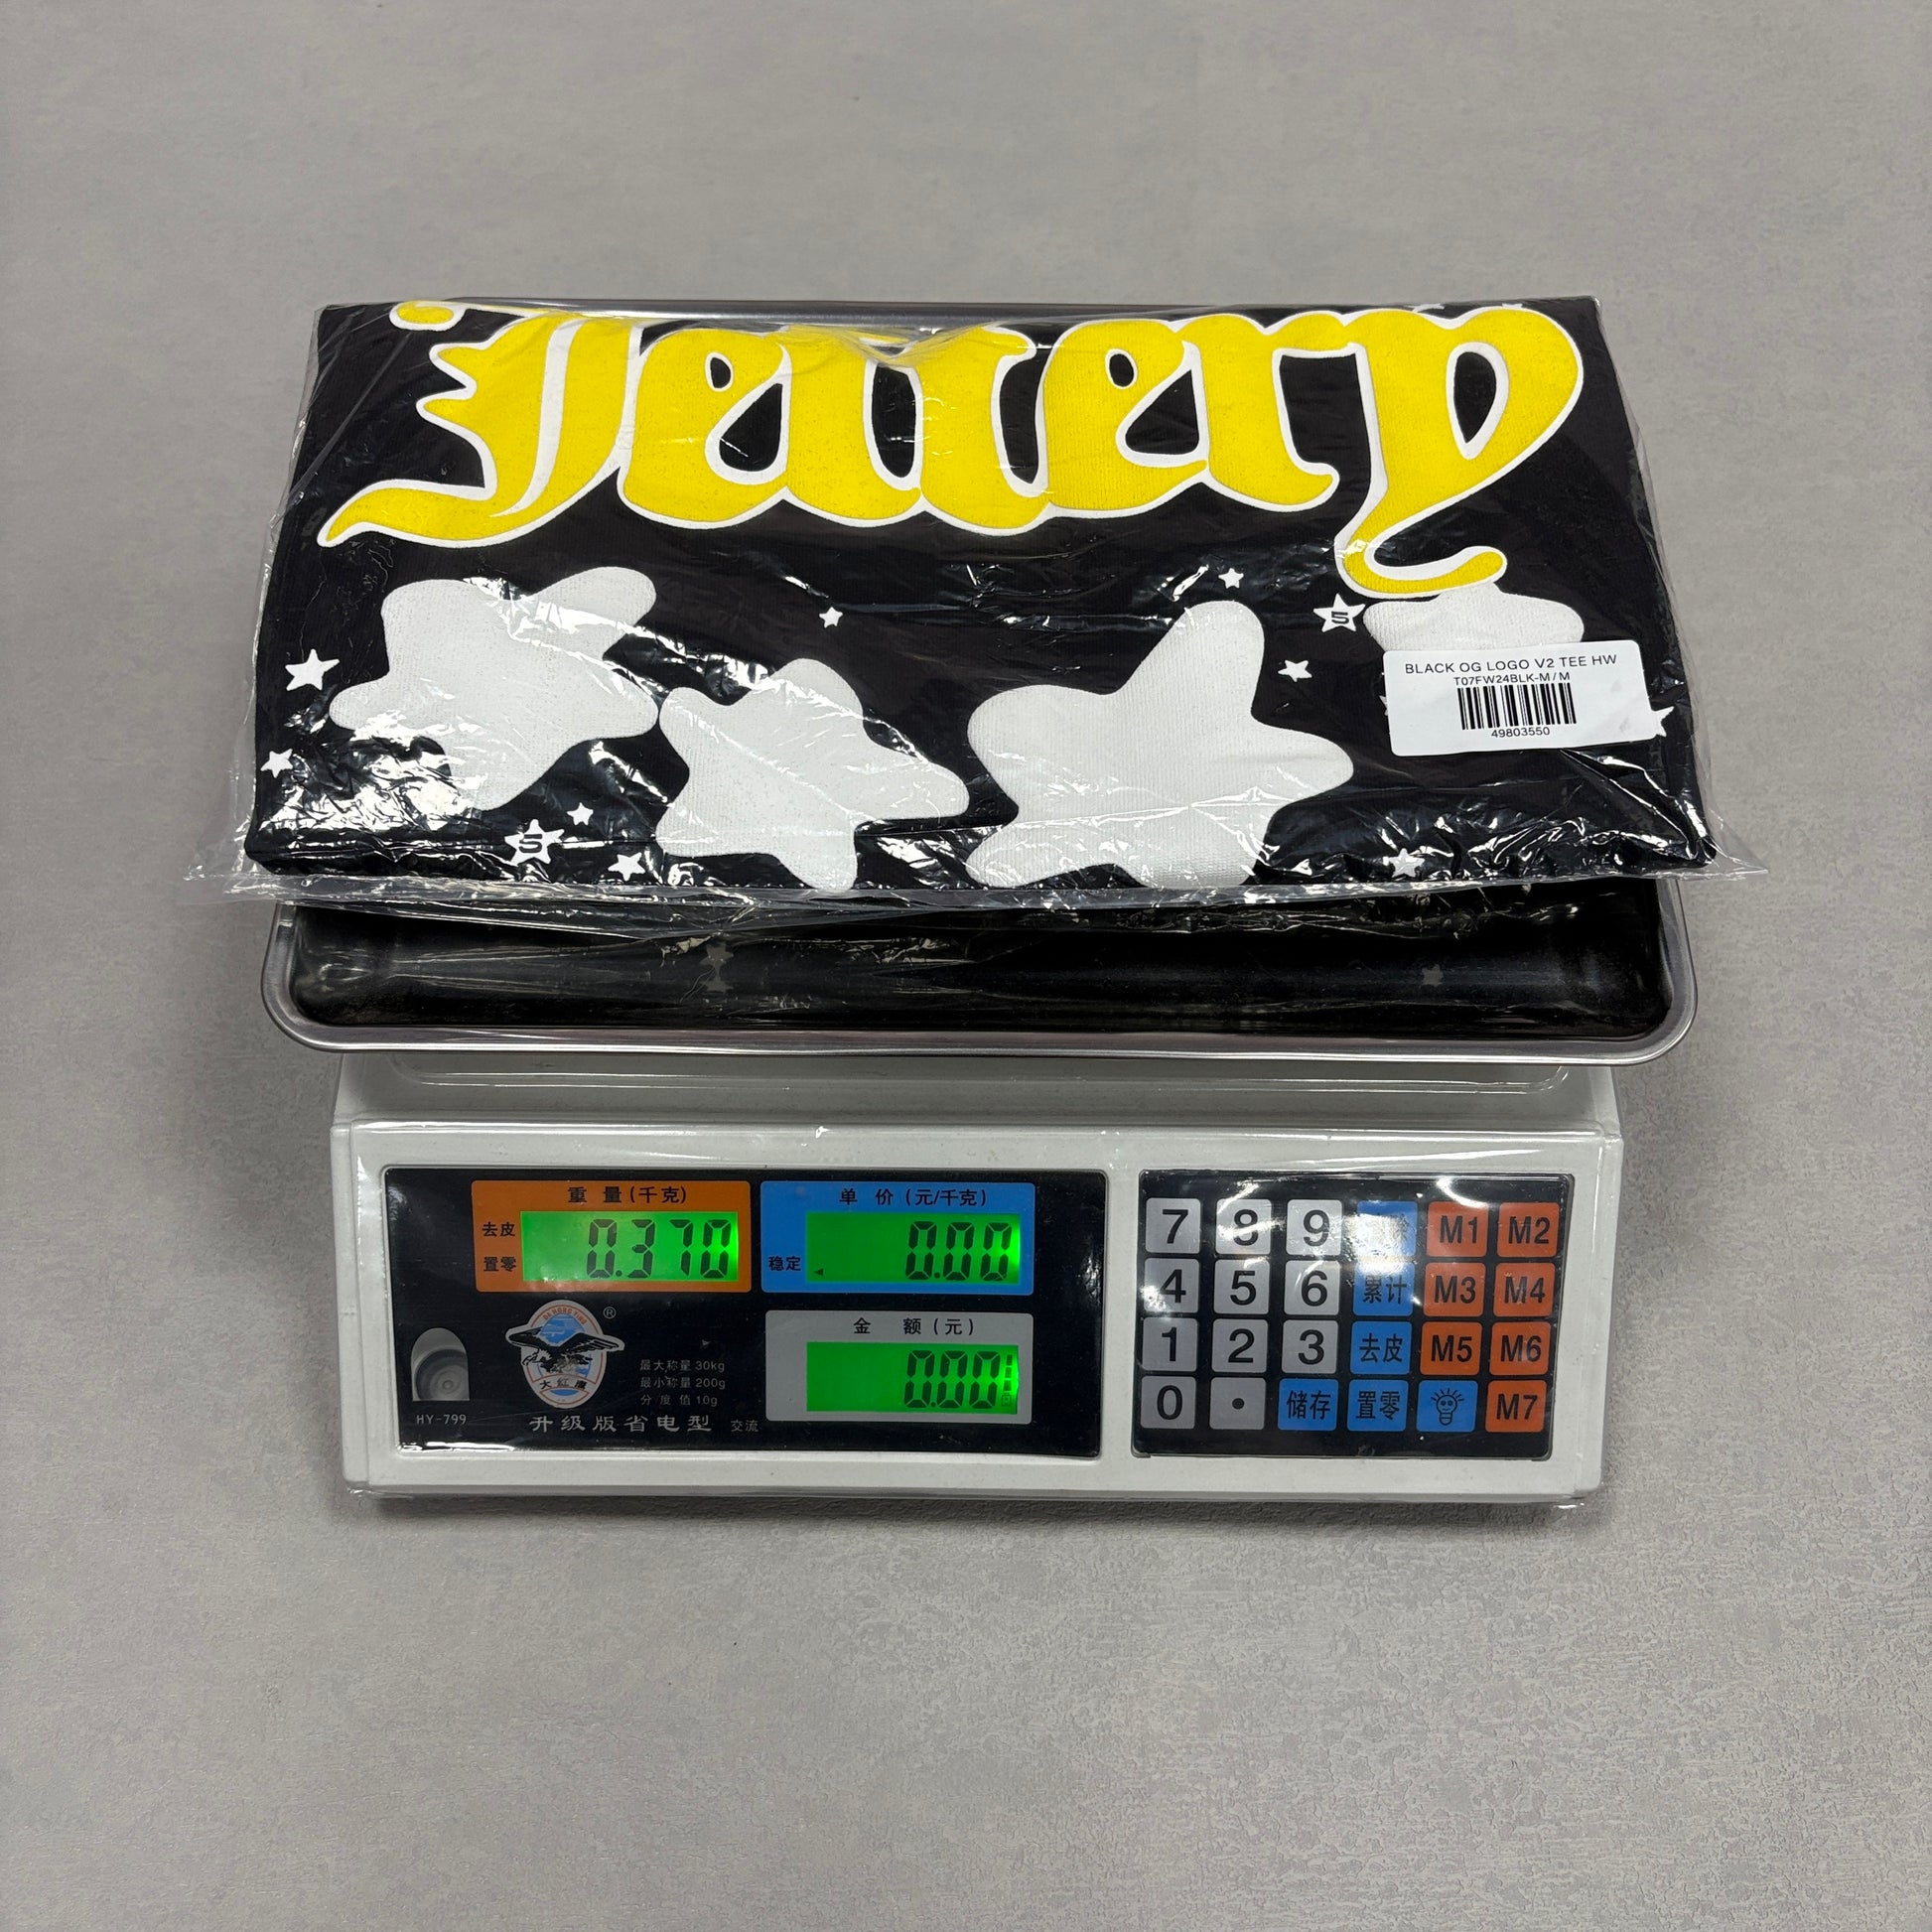 Jeuery
5
5
BLACK OG LOGO V2 TEE HW
T07FW24BLK-M / M
49803550
重 量 (千克)
去皮
置零
0.370
单 价 (元/千克)
稳定
0.00
金 额 (元)
0.00
®
大红鹰
最大称量 30kg
最小称量 200g
分 度 值 10g
HY-799
升级版省电型 交流
7 8 9 M1 M2
4 5 6 累计 M3 M4
1 2 3 去皮 M5 M6
0 • 储存 置零 M7